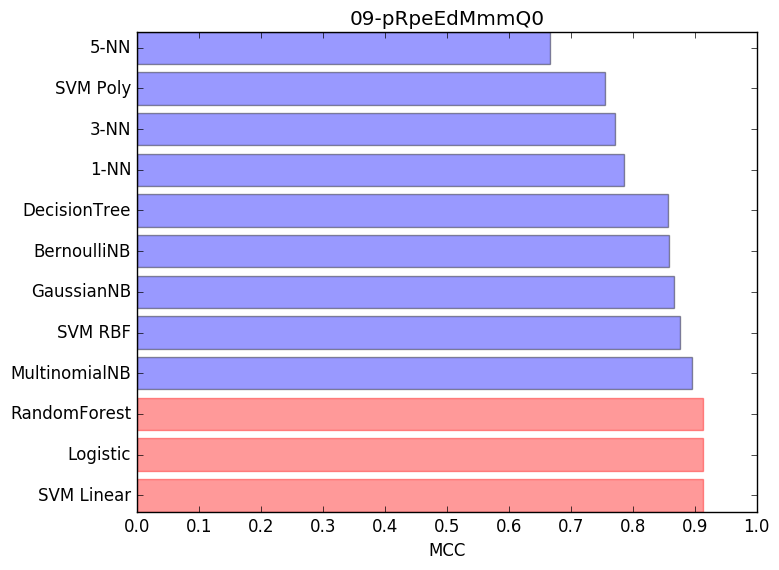 09-pRpeEdMmmQ0
5-NN
SVM Poly
3-NN
1-NN
DecisionTree
BernoulliNB
GaussianNB
SVM RBF
MultinomialNB
RandomForest
Logistic
SVM Linear
0.0 0.1 0.2 0.3 0.4 0.5 0.6 0.7 0.8 0.9 1.0
MCC